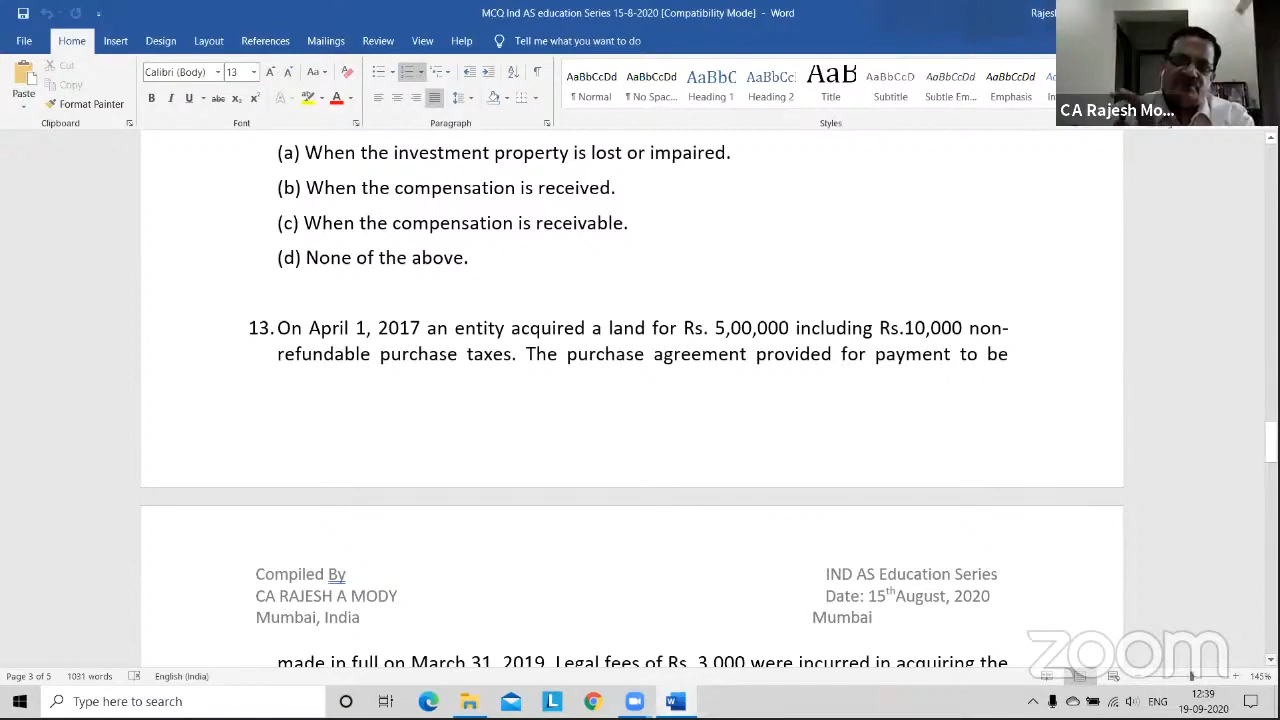 MCQ Ind AS education Series 15-8-2020 [Compatibility Mode] - Word
Rajes
File Home Insert Design Layout References Mailings Review View Help Tell me what you want to do
Paste Cut Copy Format Painter
Calibri (Body) 13
AaBbCcDd AaBbCcDd AaBbC AaBbCc AaB AaBbCcD AaBbCcDd AaBbCcDd
¶ Normal ¶ No Spac... Heading 1 Heading 2 Title Subtitle Subtle Em... Emphasis
Clipboard Font Paragraph Styles
C A Rajesh Mo...
(a) When the investment property is lost or impaired.
(b) When the compensation is received.
(c) When the compensation is receivable.
(d) None of the above.
13. On April 1, 2017 an entity acquired a land for Rs. 5,00,000 including Rs.10,000 non-
refundable purchase taxes. The purchase agreement provided for payment to be
Compiled By IND AS Education Series
CA RAJESH A MODY Date: 15th August, 2020
Mumbai, India Mumbai
made in full on March 31, 2019. Legal fees of Rs. 3,000 were incurred in acquiring the
zoom
Page 3 of 5 1031 words English (India) 145%
Type here to search
12:39
19-09-2020